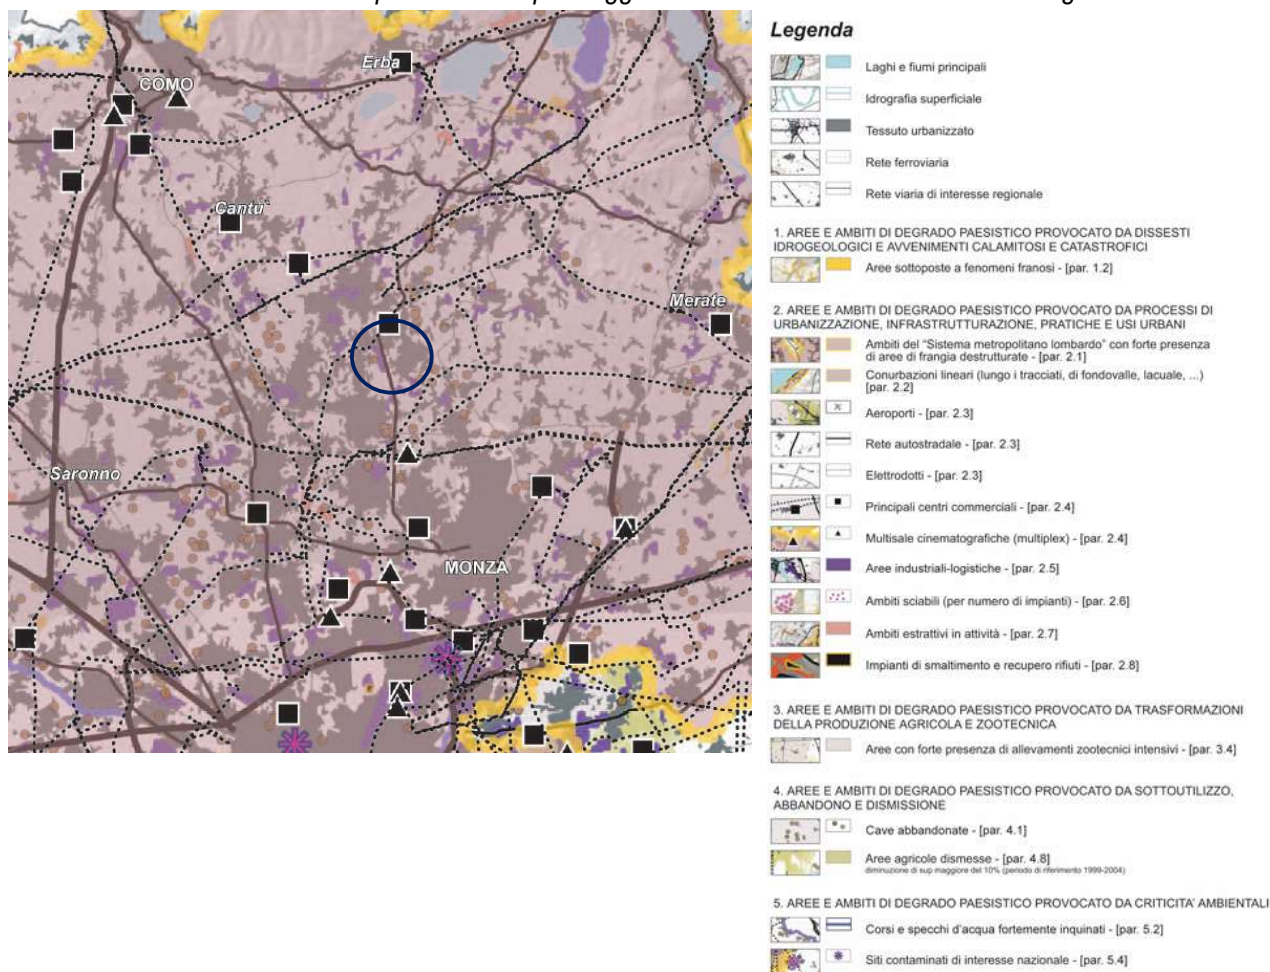 COMO
Erba
Cantu'
Merate
Saronno
MONZA
Legenda
Laghi e fiumi principali
Idrografia superficiale
Tessuto urbanizzato
Rete ferroviaria
Rete viaria di interesse regionale
1. AREE E AMBITI DI DEGRADO PAESISTICO PROVOCATO DA DISSESTI
IDROGEOLOGICI E AVVENIMENTI CALAMITOSI E CATASTROFICI
Aree sottoposte a fenomeni franosi - [par. 1.2]
2. AREE E AMBITI DI DEGRADO PAESISTICO PROVOCATO DA PROCESSI DI
URBANIZZAZIONE, INFRASTRUTTURAZIONE, PRATICHE E USI URBANI
Ambiti del "Sistema metropolitano lombardo" con forte presenza
di aree di frangia destrutturate - [par. 2.1]
Conurbazioni lineari (lungo i tracciati, di fondovalle, lacuale, ...)
[par. 2.2]
Aeroporti - [par. 2.3]
Rete autostradale - [par. 2.3]
Elettrodotti - [par. 2.3]
Principali centri commerciali - [par. 2.4]
Multisale cinematografiche (multiplex) - [par. 2.4]
Aree industriali-logistiche - [par. 2.5]
Ambiti sciabili (per numero di impianti) - [par. 2.6]
Ambiti estrattivi in attività - [par. 2.7]
Impianti di smaltimento e recupero rifiuti - [par. 2.8]
3. AREE E AMBITI DI DEGRADO PAESISTICO PROVOCATO DA TRASFORMAZIONI
DELLA PRODUZIONE AGRICOLA E ZOOTECNICA
Aree con forte presenza di allevamenti zootecnici intensivi - [par. 3.4]
4. AREE E AMBITI DI DEGRADO PAESISTICO PROVOCATO DA SOTTOUTILIZZO,
ABBANDONO E DISMISSIONE
Cave abbandonate - [par. 4.1]
Aree agricole dismesse - [par. 4.8]
diminuzione di sup maggiore del 10% (periodo di riferimento 1999-2004)
5. AREE E AMBITI DI DEGRADO PAESISTICO PROVOCATO DA CRITICITA' AMBIENTALI
Corsi e specchi d'acqua fortemente inquinati - [par. 5.2]
Siti contaminati di interesse nazionale - [par. 5.4]